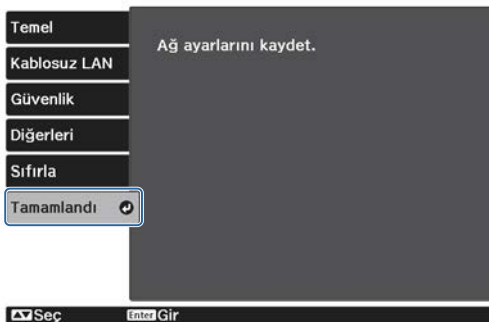 Temel
Kablosuz LAN
Güvenlik
Diğerleri
Sıfırla
Tamamlandı
Ağ ayarlarını kaydet.
Seç Enter Gir